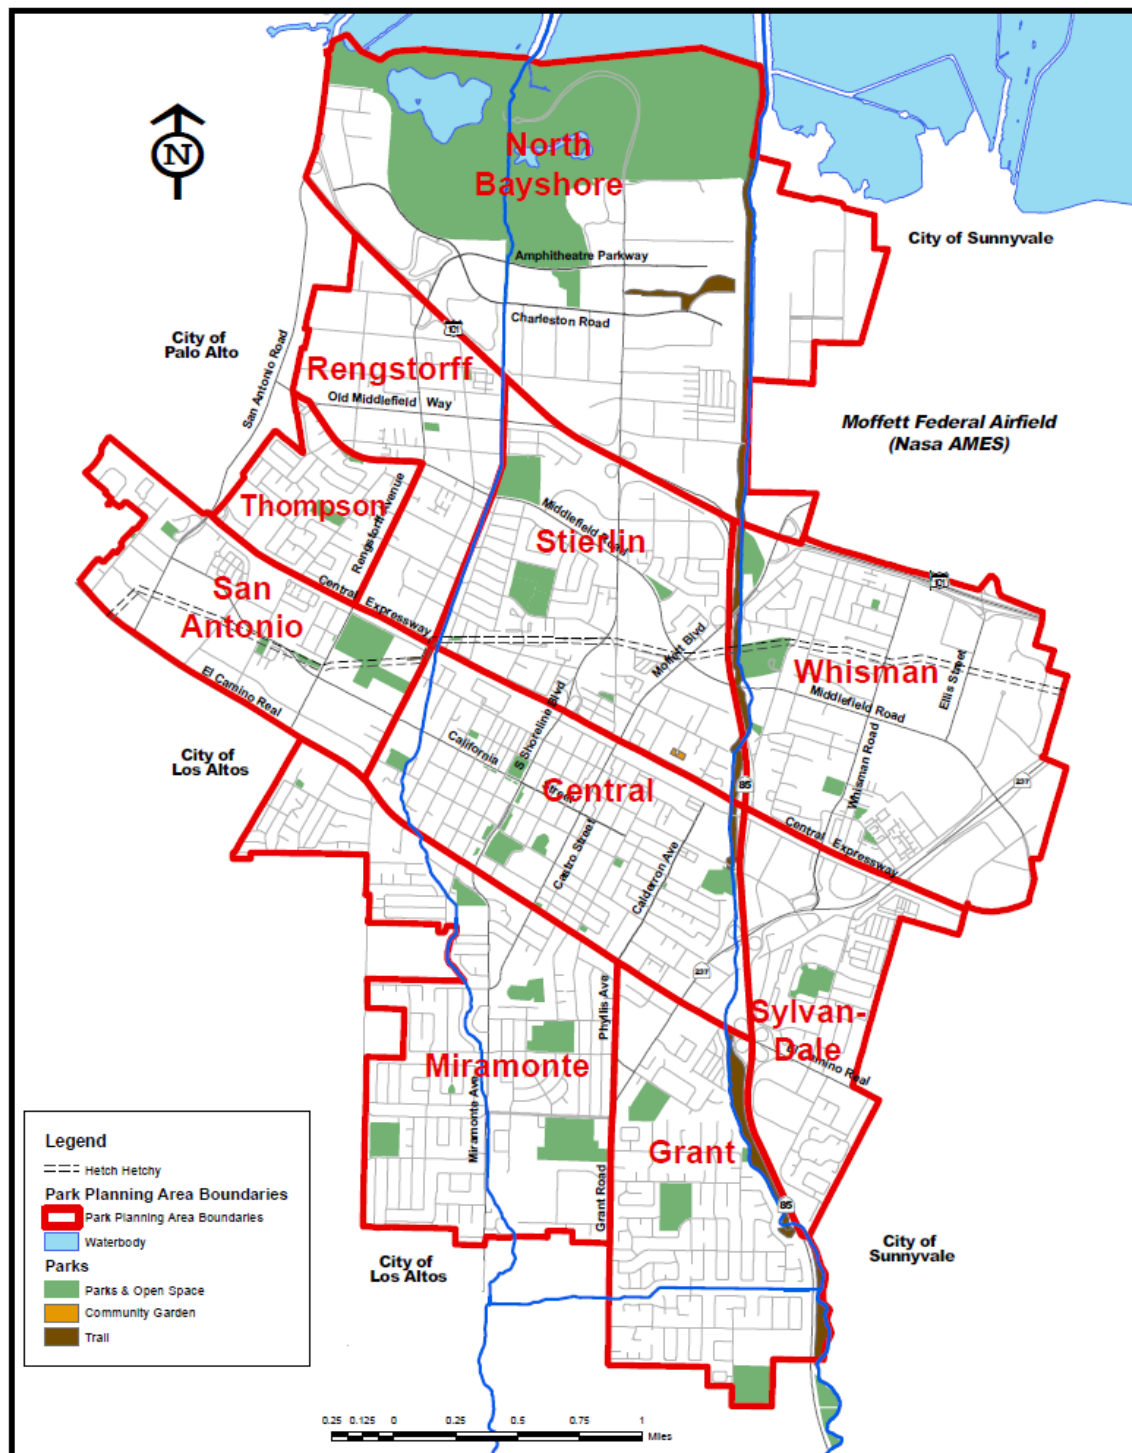 N
North
Bayshore
City of Sunnyvale
Amphitheatre Parkway
Charleston Road
101
City of
Palo Alto
San Antonio Road
Rengstorff
Old Middlefield Way
Moffett Federal Airfield
(Nasa AMES)
Thompson
Rengstorff Avenue
Middlefield Road
Stierlin
San
Antonio
Central Expressway
101
El Camino Real
Moffett Blvd
Whisman
Middlefield Road
Ellis Street
City of
Los Altos
California Street
S Shoreline Blvd
Central
85
Whisman Road
237
Central Expressway
Castro Street
Calderron Ave
237
Phyllis Ave
Sylvan-
Dale
El Camino Real
Miramonte
Miramonte Ave
Grant
Grant Road
85
City of
Los Altos
City of
Sunnyvale
Legend
Hetch Hetchy
Park Planning Area Boundaries
Park Planning Area Boundaries
Waterbody
Parks
Parks & Open Space
Community Garden
Trail
0.25 0.125 0 0.25 0.5 0.75 1
Miles